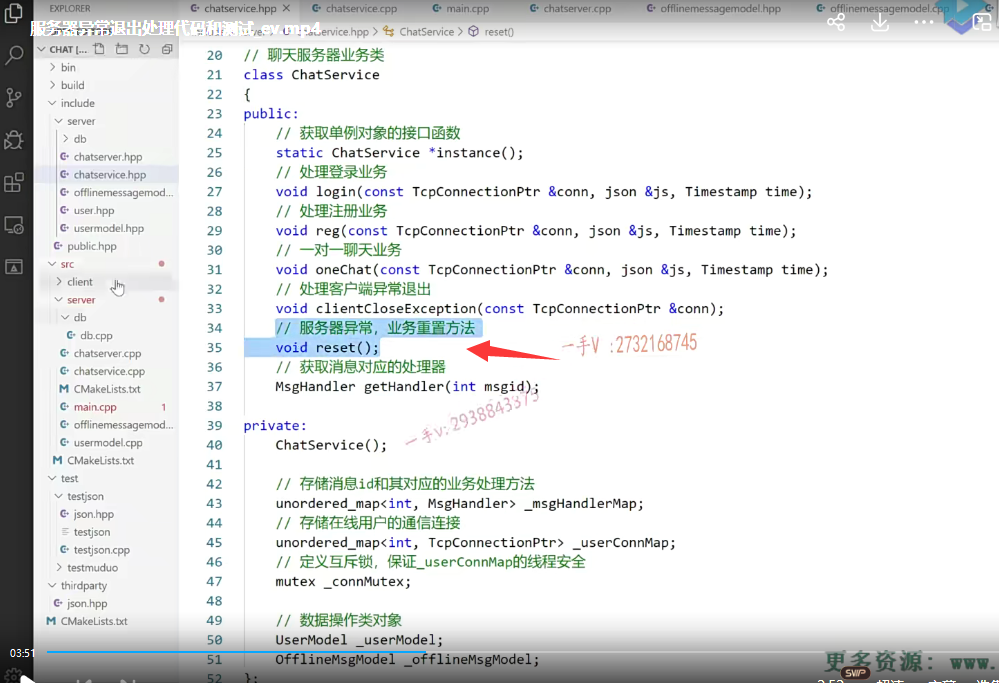 EXPLORER
chatservice.hpp ×
chatservice.cpp
main.cpp
chatserver.cpp
offlinemessagemodel.hpp
offlinemessagemodel.cpp
服务器异常退出处理代码和测试_ev.mp4
ChatService > reset()
CHAT [...
bin
build
include
server
db
chatserver.hpp
chatservice.hpp
offlinemessagemod...
user.hpp
usermodel.hpp
public.hpp
src
client
server
db
db.cpp
chatserver.cpp
chatservice.cpp
CMakeLists.txt
main.cpp 1
offlinemessagemod...
usermodel.cpp
CMakeLists.txt
test
testjson
json.hpp
testjson
testjson.cpp
testmuduo
thirdparty
json.hpp
CMakeLists.txt
20 // 聊天服务器业务类
21 class ChatService
22 {
23 public:
24 // 获取单例对象的接口函数
25 static ChatService *instance();
26 // 处理登录业务
27 void login(const TcpConnectionPtr &conn, json &js, Timestamp time);
28 // 处理注册业务
29 void reg(const TcpConnectionPtr &conn, json &js, Timestamp time);
30 // 一对一聊天业务
31 void oneChat(const TcpConnectionPtr &conn, json &js, Timestamp time);
32 // 处理客户端异常退出
33 void clientCloseException(const TcpConnectionPtr &conn);
34 // 服务器异常，业务重置方法
35 void reset();
一手V :2732168745
36 // 获取消息对应的处理器
37 MsgHandler getHandler(int msgid);
一手v:2938843373
38
39 private:
40 ChatService();
41
42 // 存储消息id和其对应的业务处理方法
43 unordered_map<int, MsgHandler> _msgHandlerMap;
44 // 存储在线用户的通信连接
45 unordered_map<int, TcpConnectionPtr> _userConnMap;
46 // 定义互斥锁，保证_userConnMap的线程安全
47 mutex _connMutex;
48
49 // 数据操作类对象
50 UserModel _userModel;
51 OfflineMsgModel _offlineMsgModel;
52 };
03:51
更多资源: www.
SVIP